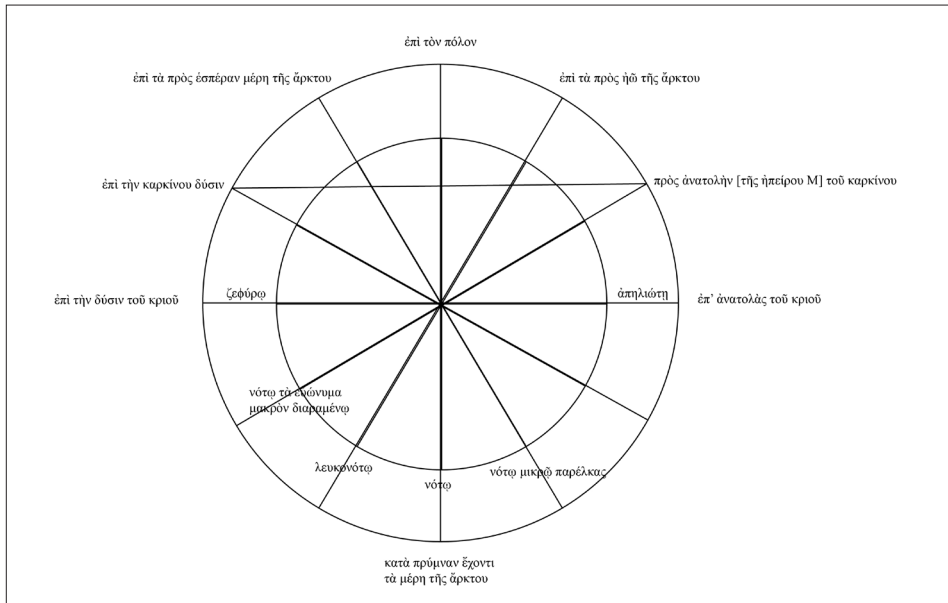 ἐπὶ τὸν πόλον
ἐπὶ τὰ πρὸς ἑσπέραν μέρη τῆς ἄρκτου
ἐπὶ τὰ πρὸς ἠῶ τῆς ἄρκτου
ἐπὶ τὴν καρκίνου δύσιν
πρὸς ἀνατολὴν [τῆς ἠπείρου M] τοῦ καρκίνου
ἐπὶ τὴν δύσιν τοῦ κριοῦ
ζεφύρῳ
ἀπηλιώτῃ
ἐπ’ ἀνατολὰς τοῦ κριοῦ
νότῳ τὰ εὐώνυμα
μακρὸν διαραμένῳ
λευκονότῳ
νότῳ
νότῳ μικρῷ παρέλκας
κατὰ πρύμναν ἔχοντι
τὰ μέρη τῆς ἄρκτου